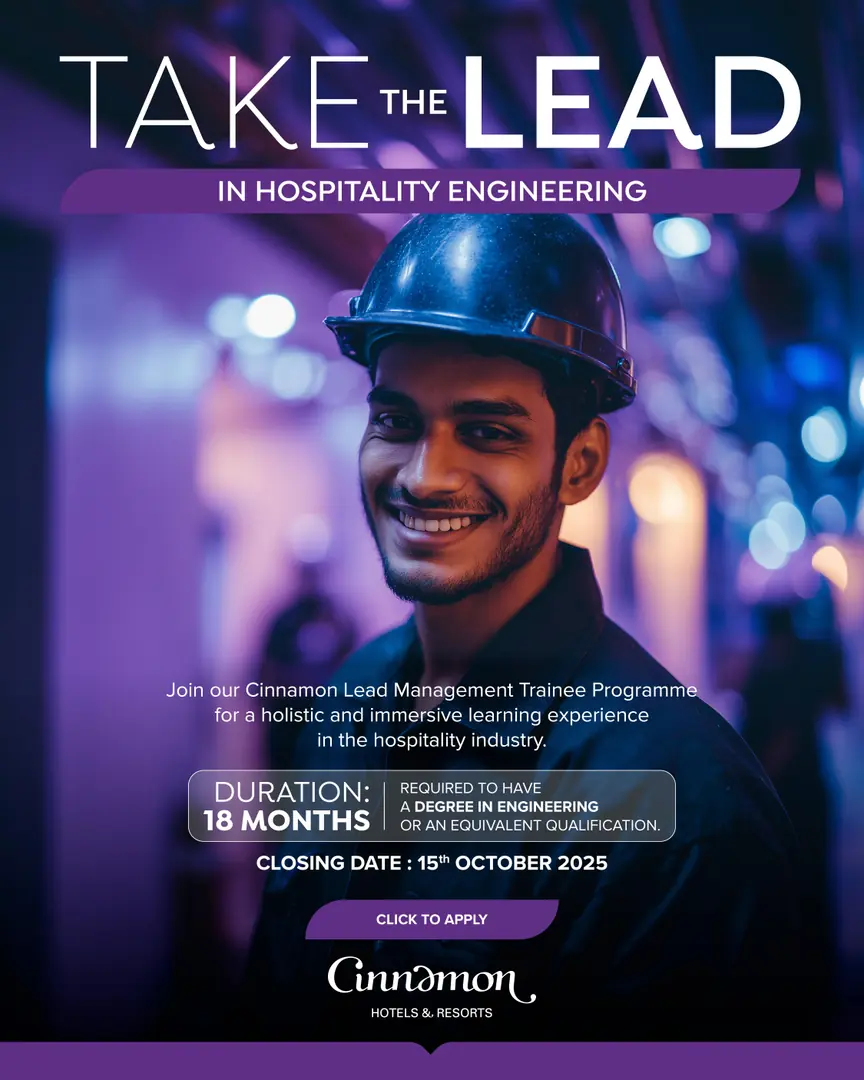 TAKE THE LEAD
IN HOSPITALITY ENGINEERING
Join our Cinnamon Lead Management Trainee Programme
for a holistic and immersive learning experience
in the hospitality industry.
DURATION:
18 MONTHS
REQUIRED TO HAVE
A DEGREE IN ENGINEERING
OR AN EQUIVALENT QUALIFICATION.
CLOSING DATE : 15th OCTOBER 2025
CLICK TO APPLY
Cinnamon
HOTELS & RESORTS